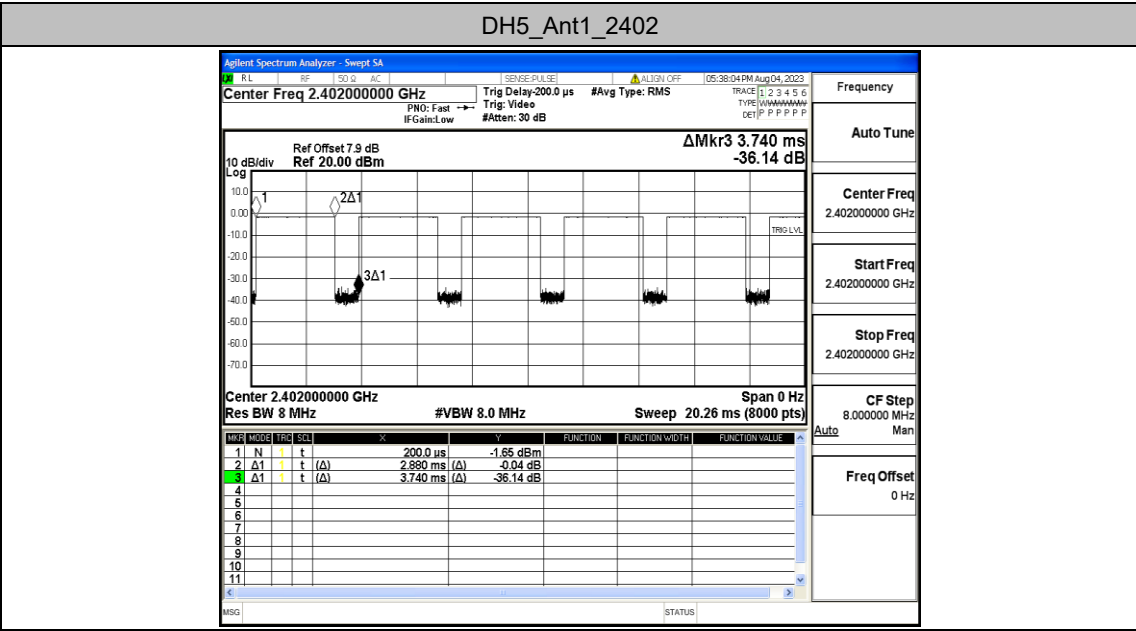 DH5_Ant1_2402
Agilent Spectrum Analyzer - Swept SA
RL RF 50 Ω AC SENSE:PULSE ALIGN OFF 05:38:04 PM Aug 04, 2023
Center Freq 2.402000000 GHz
PNO: Fast
IFGain:Low
Trig Delay-200.0 µs
Trig: Video
#Atten: 30 dB
#Avg Type: RMS
TRACE 1 2 3 4 5 6
TYPE
DET P P P P P P
Ref Offset 7.9 dB
10 dB/div Ref 20.00 dBm
Log
ΔMkr3 3.740 ms
-36.14 dB
10.0
0.00
-10.0
-20.0
-30.0
-40.0
-50.0
-60.0
-70.0
1
2Δ1
3Δ1
TRIG LVL
Center 2.402000000 GHz Span 0 Hz
Res BW 8 MHz #VBW 8.0 MHz Sweep 20.26 ms (8000 pts)
MKR MODE TRC SCL X Y FUNCTION FUNCTION WIDTH FUNCTION VALUE
1 N 1 t 200.0 µs -1.65 dBm
2 Δ1 1 t (Δ) 2.880 ms (Δ) -0.04 dB
3 Δ1 1 t (Δ) 3.740 ms (Δ) -36.14 dB
4
5
6
7
8
9
10
11
MSG STATUS
Frequency
Auto Tune
Center Freq
2.402000000 GHz
Start Freq
2.402000000 GHz
Stop Freq
2.402000000 GHz
CF Step
8.000000 MHz
Auto Man
Freq Offset
0 Hz